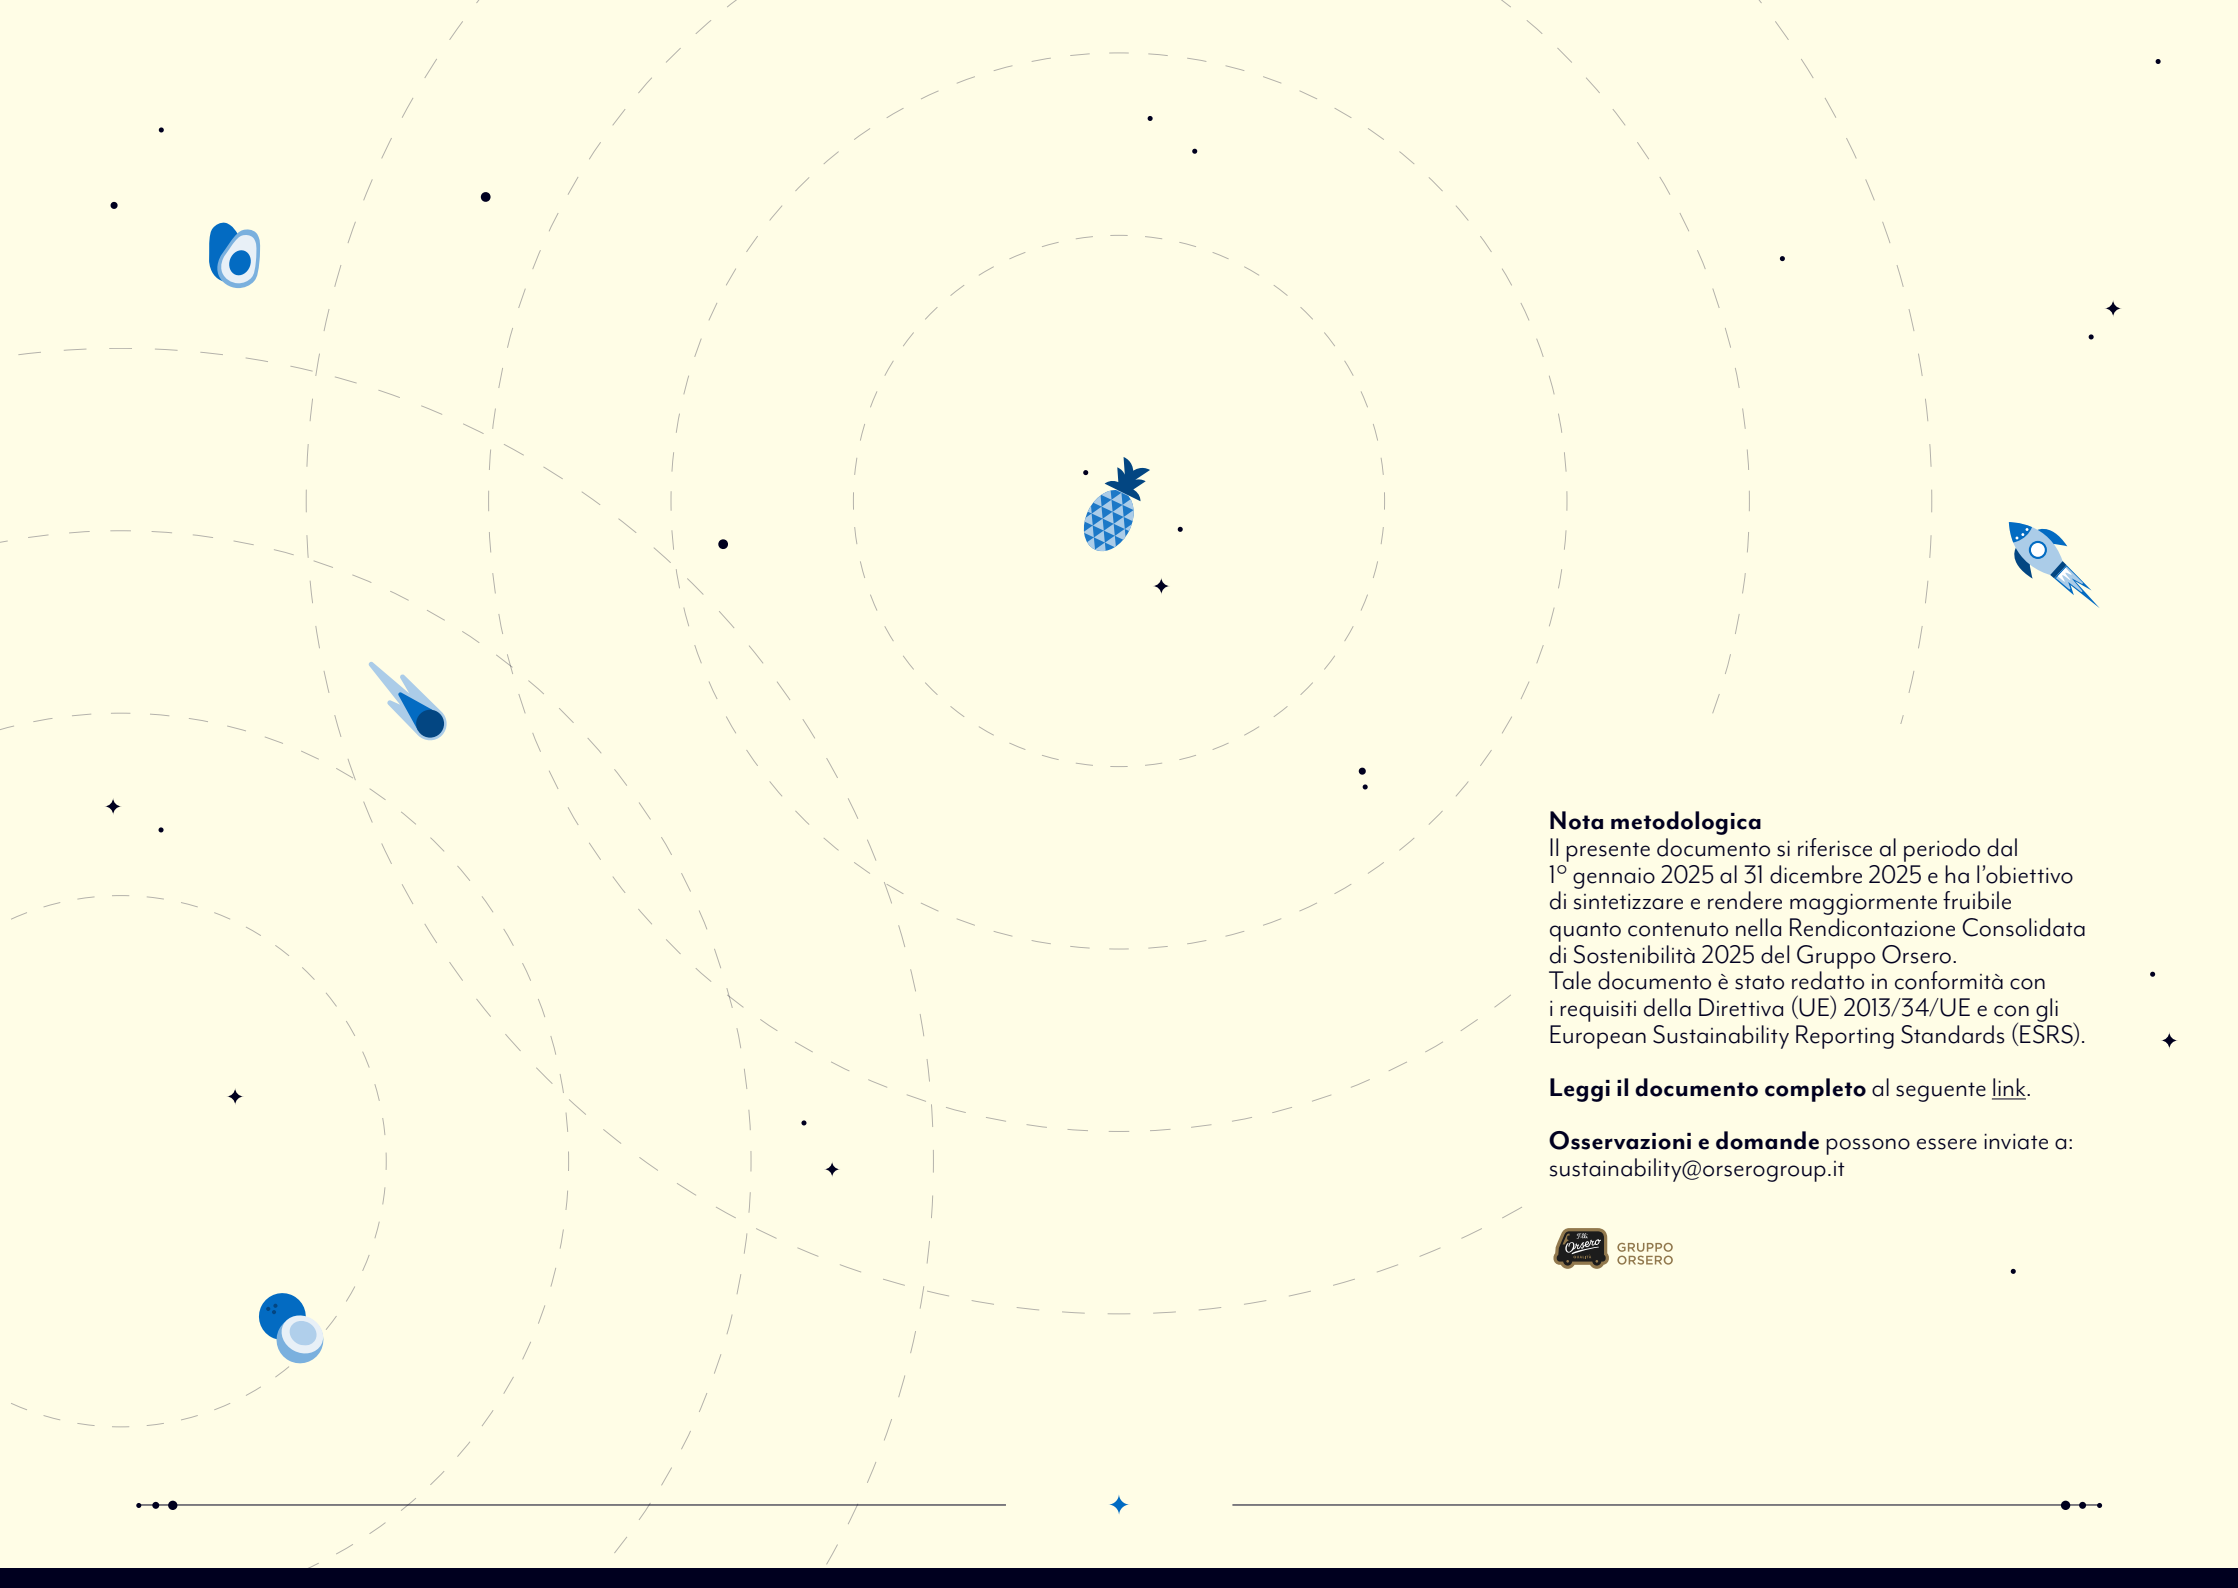 Nota metodologica
Il presente documento si riferisce al periodo dal
1º gennaio 2025 al 31 dicembre 2025 e ha l’obiettivo
di sintetizzare e rendere maggiormente fruibile
quanto contenuto nella Rendicontazione Consolidata
di Sostenibilità 2025 del Gruppo Orsero.
Tale documento è stato redatto in conformità con
i requisiti della Direttiva (UE) 2013/34/UE e con gli
European Sustainability Reporting Standards (ESRS).
Leggi il documento completo al seguente link.
Osservazioni e domande possono essere inviate a:
sustainability@orserogroup.it
F.lli
Orsero
GRUPPO
ORSERO